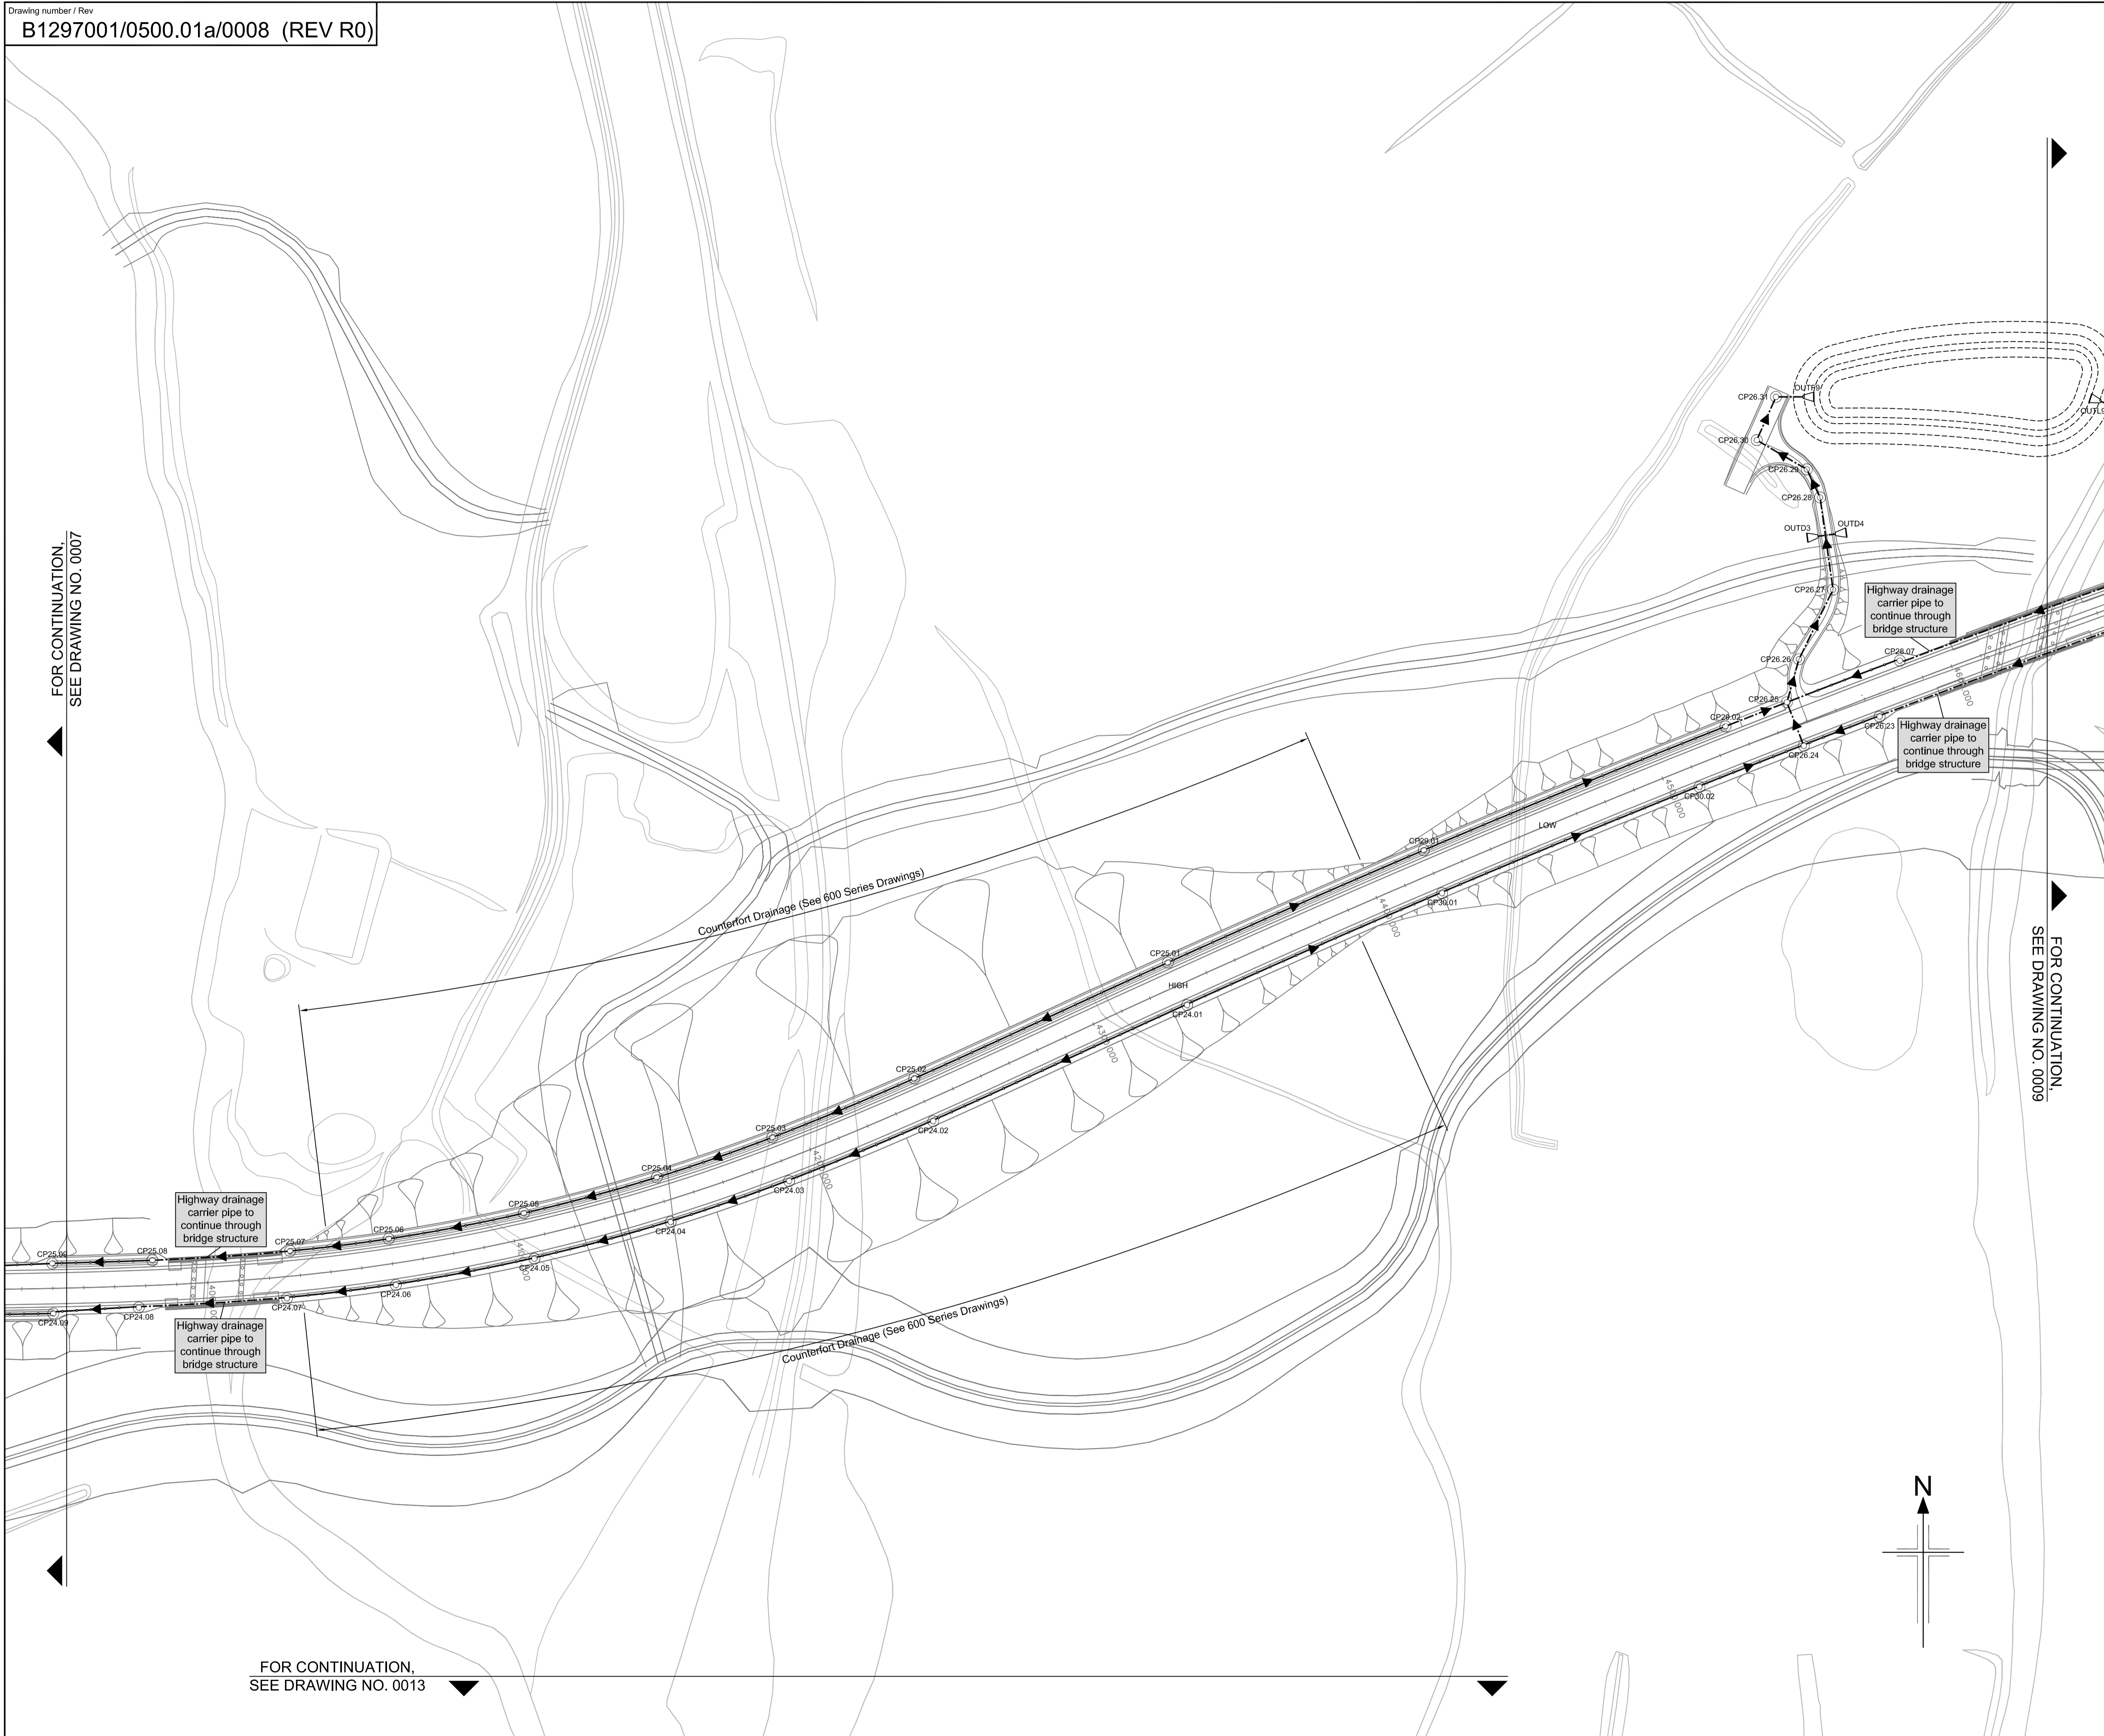 Drawing number / Rev
B1297001/0500.01a/0008 (REV R0)
CP26.31
OUTF9
OUTL9
CP26.30
CP26.29
CP26.28
OUTD3
OUTD4
CP26.27
FOR CONTINUATION,
SEE DRAWING NO. 0007
Highway drainage
carrier pipe to
continue through
bridge structure
CP28.07
CP26.26
CP26.25
CP29.02
CP26.23
CP26.24
Highway drainage
carrier pipe to
continue through
bridge structure
CP30.02
LOW
CP29.01
CP30.01
Counterfort Drainage (See 600 Series Drawings)
CP25.01
HIGH
CP24.01
FOR CONTINUATION,
SEE DRAWING NO. 0009
CP25.02
CP24.02
CP25.03
CP24.03
CP25.04
CP24.04
CP25.05
CP24.05
CP25.06
CP24.06
Highway drainage
carrier pipe to
continue through
bridge structure
CP25.07
CP25.08
CP25.09
CP24.07
CP24.08
CP24.09
Highway drainage
carrier pipe to
continue through
bridge structure
Counterfort Drainage (See 600 Series Drawings)
N
FOR CONTINUATION,
SEE DRAWING NO. 0013